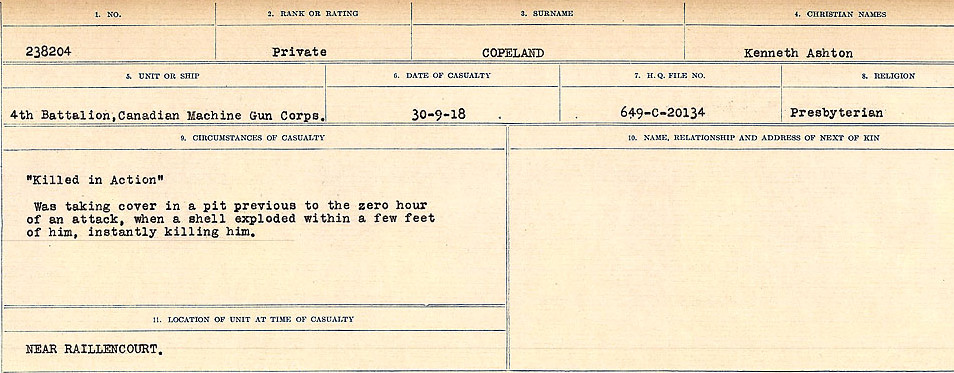 1. NO. 2. RANK OR RATING 3. SURNAME 4. CHRISTIAN NAMES
238204 Private COPELAND Kenneth Ashton
5. UNIT OR SHIP 6. DATE OF CASUALTY 7. H.Q. FILE NO. 8. RELIGION
4th Battalion,Canadian Machine Gun Corps. 30-9-18 . 649-C-20134 Presbyterian
9. CIRCUMSTANCES OF CASUALTY 10. NAME, RELATIONSHIP AND ADDRESS OF NEXT OF KIN
"Killed in Action"
Was taking cover in a pit previous to the zero hour
of an attack, when a shell exploded within a few feet
of him, instantly killing him.
11. LOCATION OF UNIT AT TIME OF CASUALTY
NEAR RAILLENCOURT.